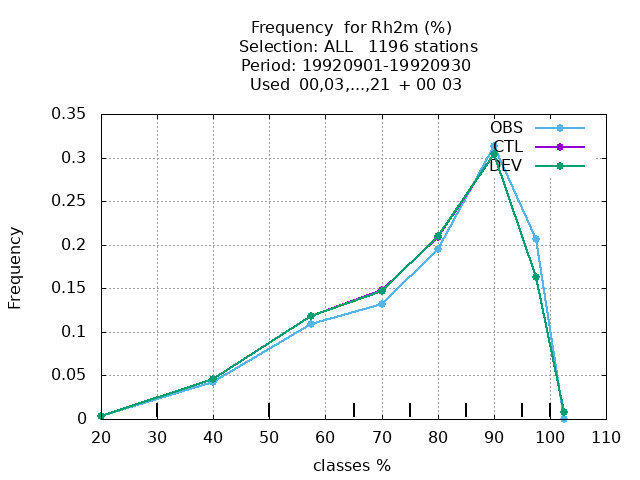 Frequency  for Rh2m (%)
Selection: ALL   1196 stations
Period: 19920901-19920930
Used  00,03,...,21  + 00 03
OBS
CTL
DEV
Frequency
0.35
0.3
0.25
0.2
0.15
0.1
0.05
0
20 30 40 50 60 70 80 90 100 110
classes %